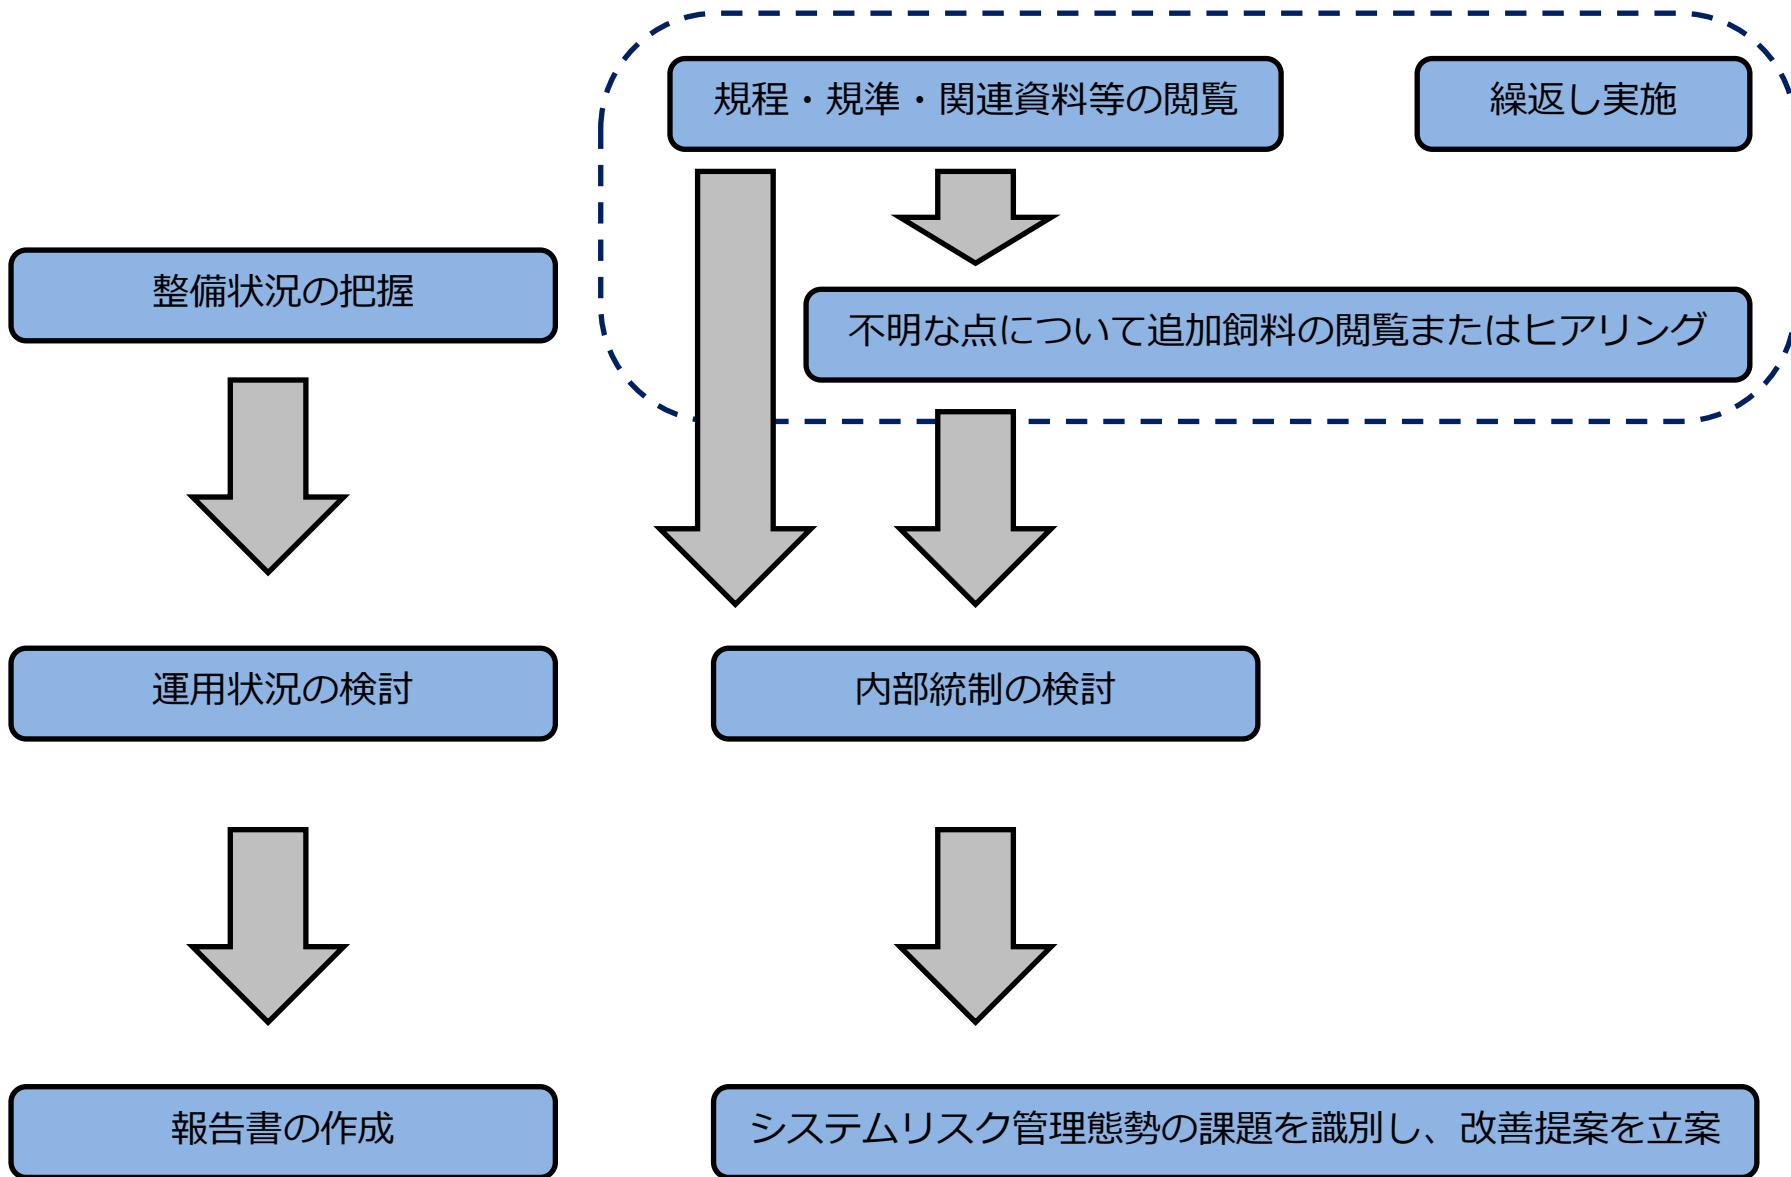 規程・規準・関連資料等の閲覧
繰返し実施
整備状況の把握
不明な点について追加飼料の閲覧またはヒアリング
運用状況の検討
内部統制の検討
報告書の作成
システムリスク管理態勢の課題を識別し、改善提案を立案